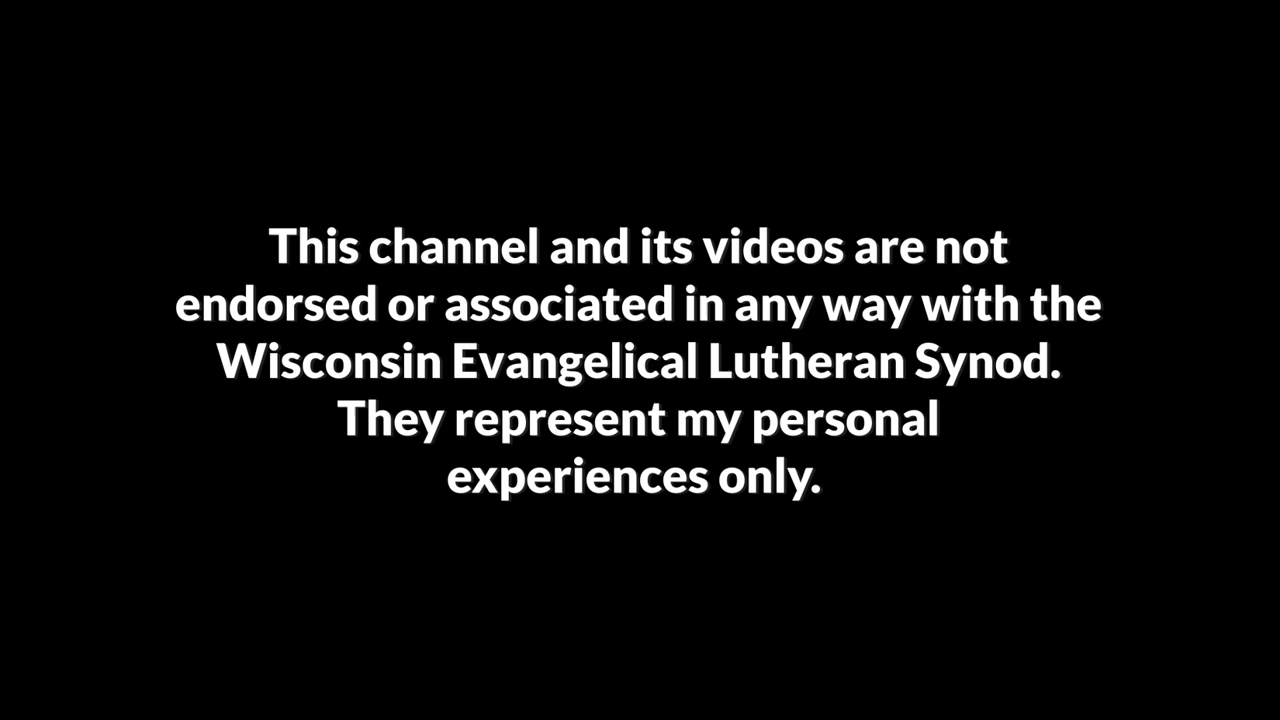 This channel and its videos are not
endorsed or associated in any way with the
Wisconsin Evangelical Lutheran Synod.
They represent my personal
experiences only.